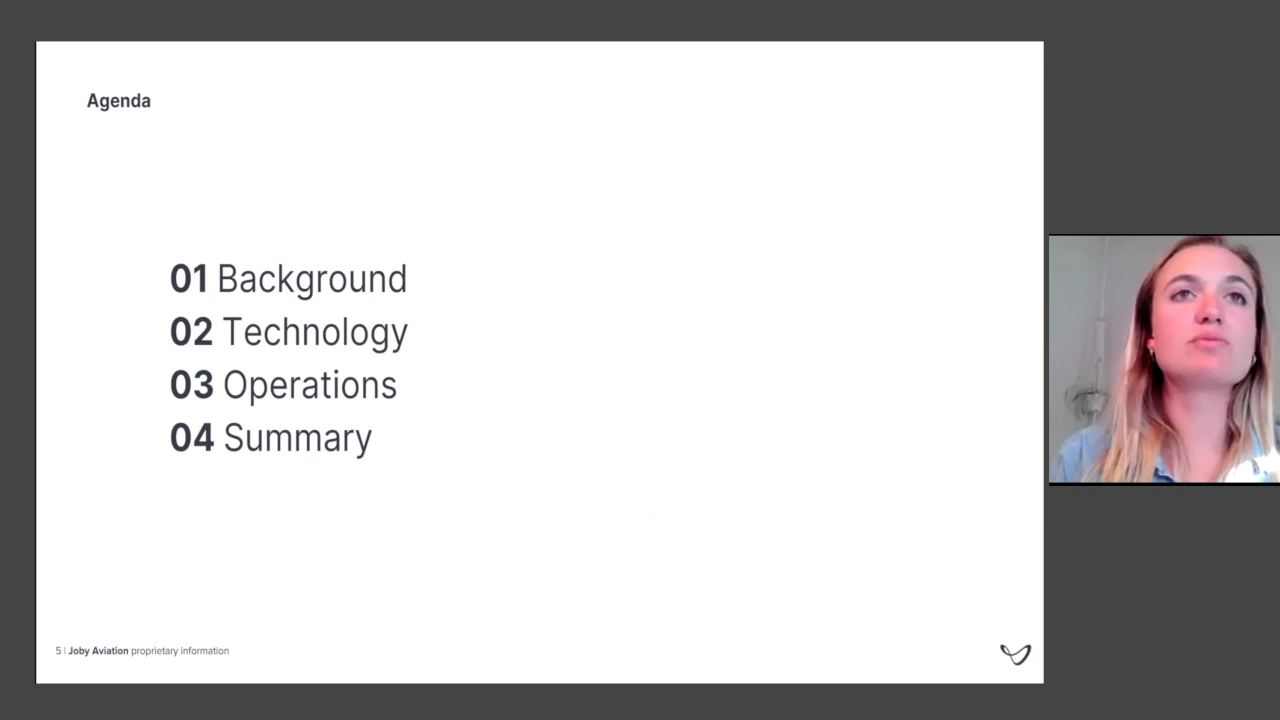 Agenda
01 Background
02 Technology
03 Operations
04 Summary
5 | Joby Aviation proprietary information